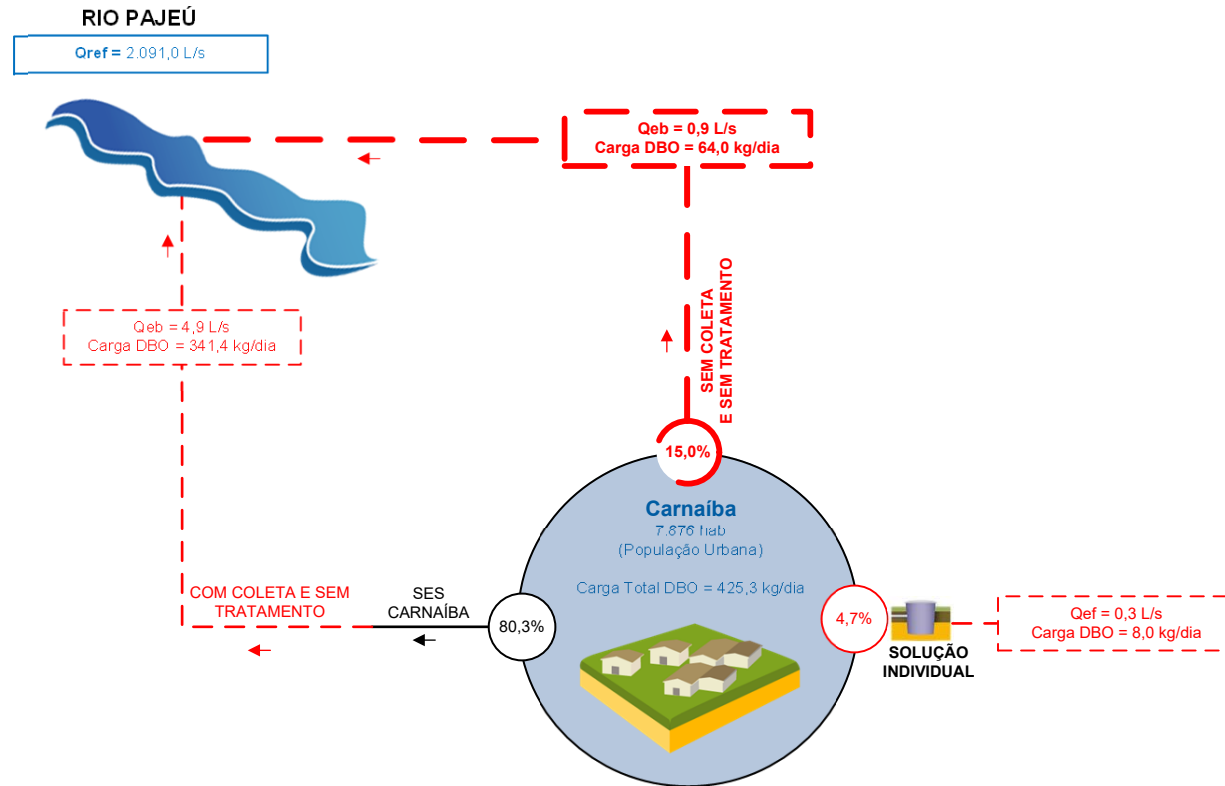 RIO PAJEÚ
Qref = 2.091,0 L/s
Qeb = 0,9 L/s
Carga DBO = 64,0 kg/dia
Qeb = 4,9 L/s
Carga DBO = 341,4 kg/dia
SEM COLETA
E SEM TRATAMENTO
15,0%
Carnaíba
7.876 hab
(População Urbana)
Carga Total DBO = 425,3 kg/dia
COM COLETA E SEM
TRATAMENTO
SES
CARNAÍBA
80,3%
4,7%
SOLUÇÃO
INDIVIDUAL
Qef = 0,3 L/s
Carga DBO = 8,0 kg/dia